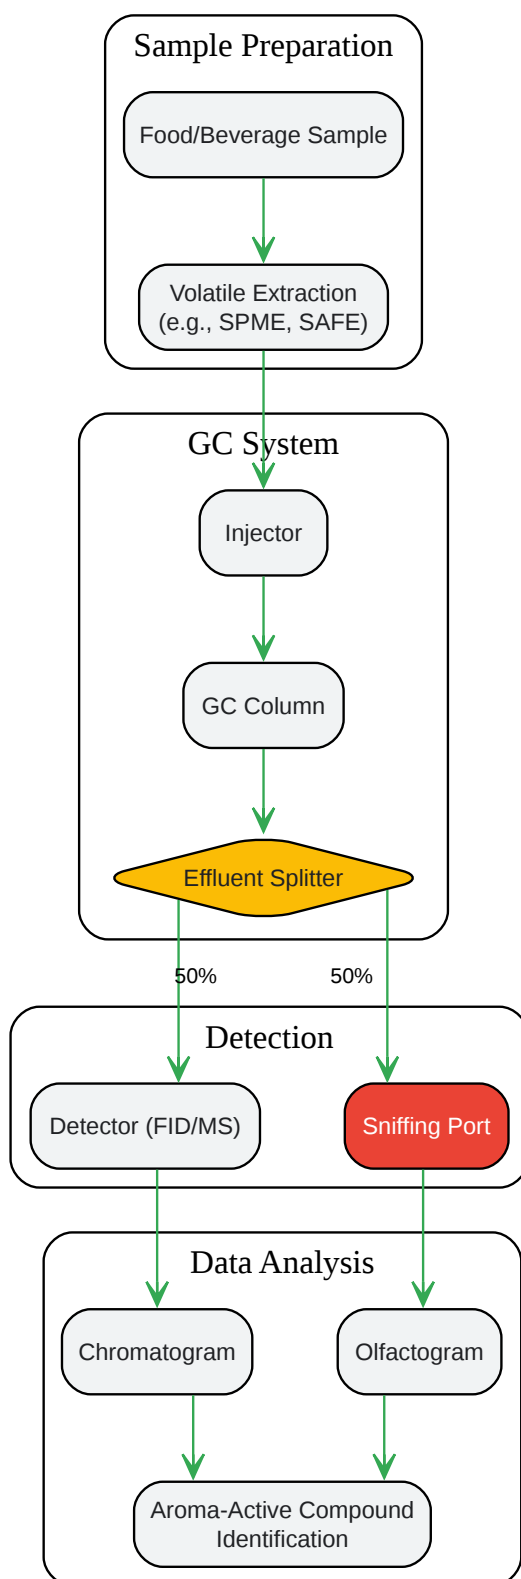 Sample Preparation
Food/Beverage Sample
Volatile Extraction
(e.g., SPME, SAFE)
GC System
Injector
GC Column
Effluent Splitter
50%
50%
Detection
Detector (FID/MS)
Sniffing Port
Data Analysis
Chromatogram
Olfactogram
Aroma-Active Compound
Identification